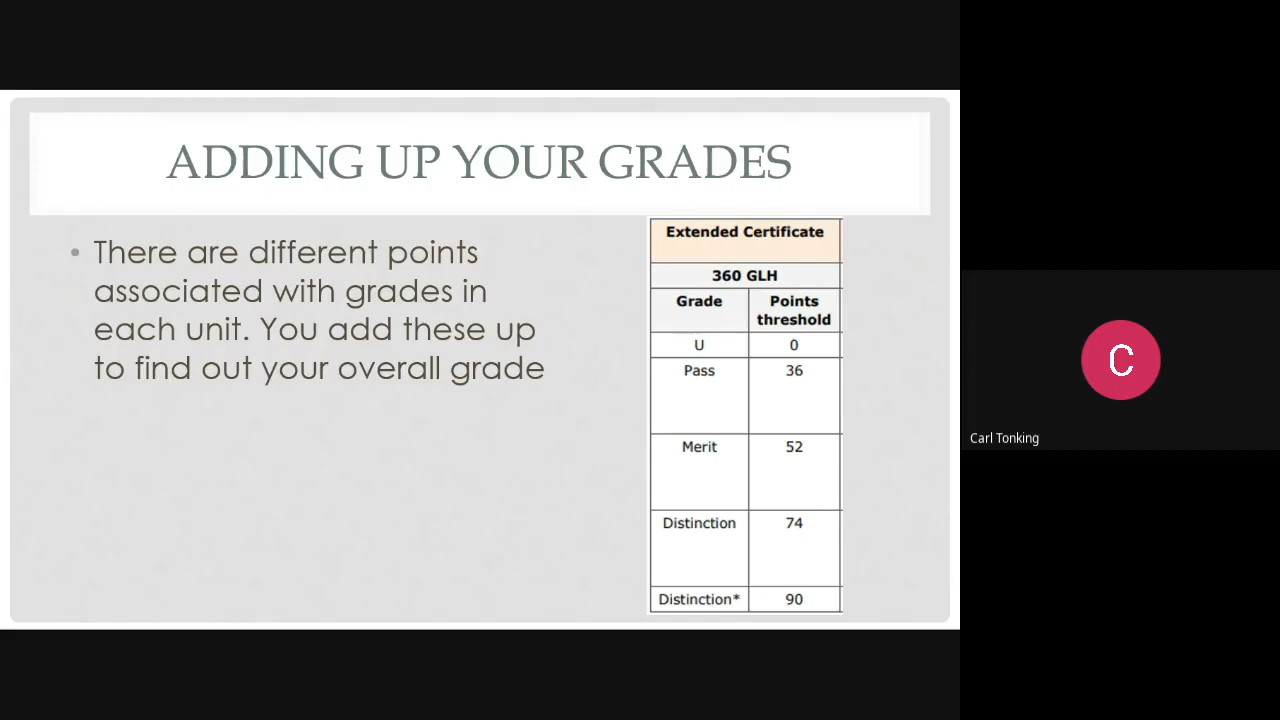 ADDING UP YOUR GRADES
• There are different points
associated with grades in
each unit. You add these up
to find out your overall grade
Extended Certificate
360 GLH
Grade Points threshold
U 0
Pass 36
Merit 52
Distinction 74
Distinction* 90
C
Carl Tonking